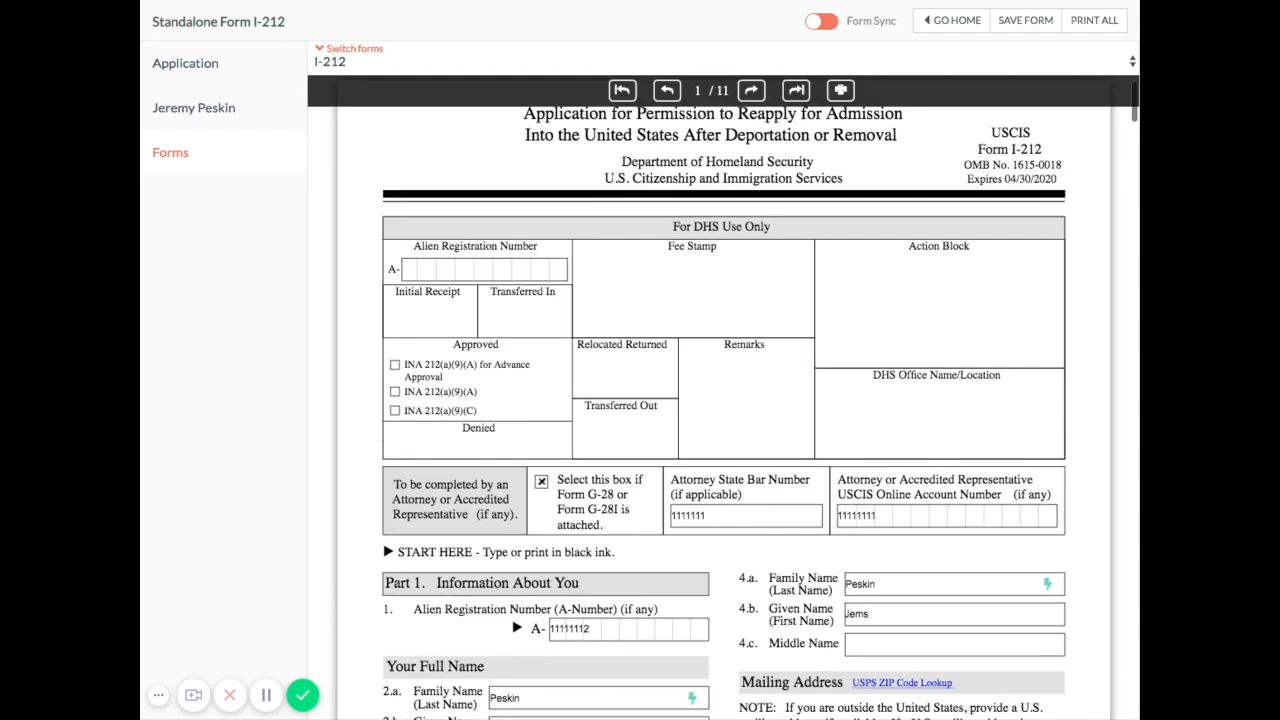 Standalone Form I-212
Form Sync
GO HOME
SAVE FORM
PRINT ALL
Application
Jeremy Peskin
Forms
Switch forms
I-212
1 / 11
Application for Permission to Reapply for Admission
Into the United States After Deportation or Removal
Department of Homeland Security
U.S. Citizenship and Immigration Services
USCIS
Form I-212
OMB No. 1615-0018
Expires 04/30/2020
For DHS Use Only
Alien Registration Number
A-
Fee Stamp
Action Block
Initial Receipt
Transferred In
Approved
INA 212(a)(9)(A) for Advance
Approval
INA 212(a)(9)(A)
INA 212(a)(9)(C)
Denied
Relocated Returned
Transferred Out
Remarks
DHS Office Name/Location
To be completed by an
Attorney or Accredited
Representative (if any).
Select this box if
Form G-28 or
Form G-28I is
attached.
Attorney State Bar Number
(if applicable)
1111111
Attorney or Accredited Representative
USCIS Online Account Number (if any)
11111111
START HERE - Type or print in black ink.
Part 1. Information About You
1. Alien Registration Number (A-Number) (if any)
A- 11111112
Your Full Name
2.a. Family Name
(Last Name)
Peskin
4.a. Family Name
(Last Name)
Peskin
4.b. Given Name
(First Name)
Jems
4.c. Middle Name
Mailing Address USPS ZIP Code Lookup
NOTE: If you are outside the United States, provide a U.S.